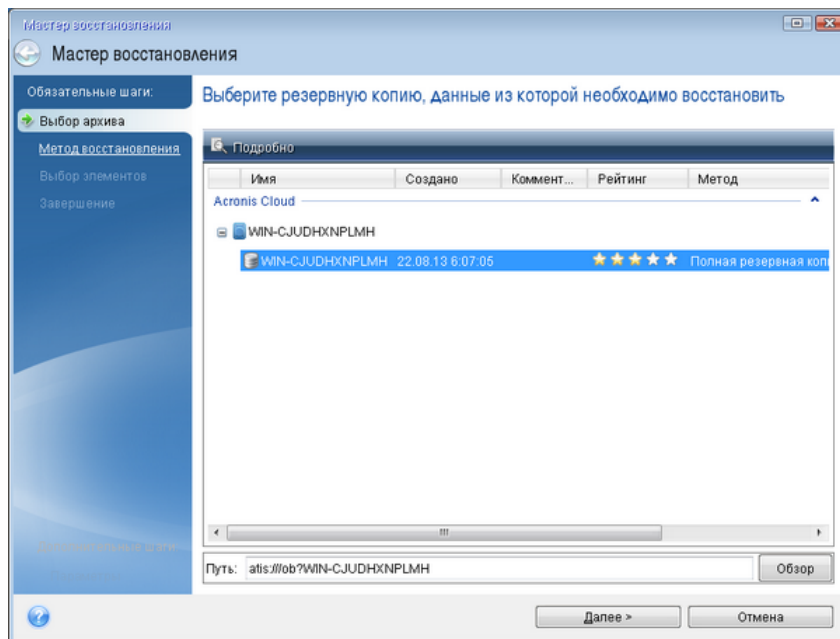 Мастер восстановления
Мастер восстановления
Обязательные шаги:
Выбор архива
Метод восстановления
Выбор элементов
Завершение
Выберите резервную копию, данные из которой необходимо восстановить
Подробно
Имя Создано Коммент... Рейтинг Метод
Acronis Cloud
WIN-CJUDHXNPLMH
WIN-CJUDHXNPLMH 22.08.13 6:07:05 Полная резервная коп
Путь: atis:///ob?WIN-CJUDHXNPLMH Обзор
Далее > Отмена